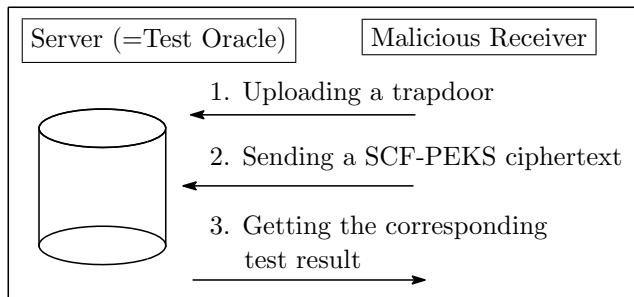 Server (=Test Oracle)
Malicious Receiver
1. Uploading a trapdoor
2. Sending a SCF-PEKS ciphertext
3. Getting the corresponding
test result